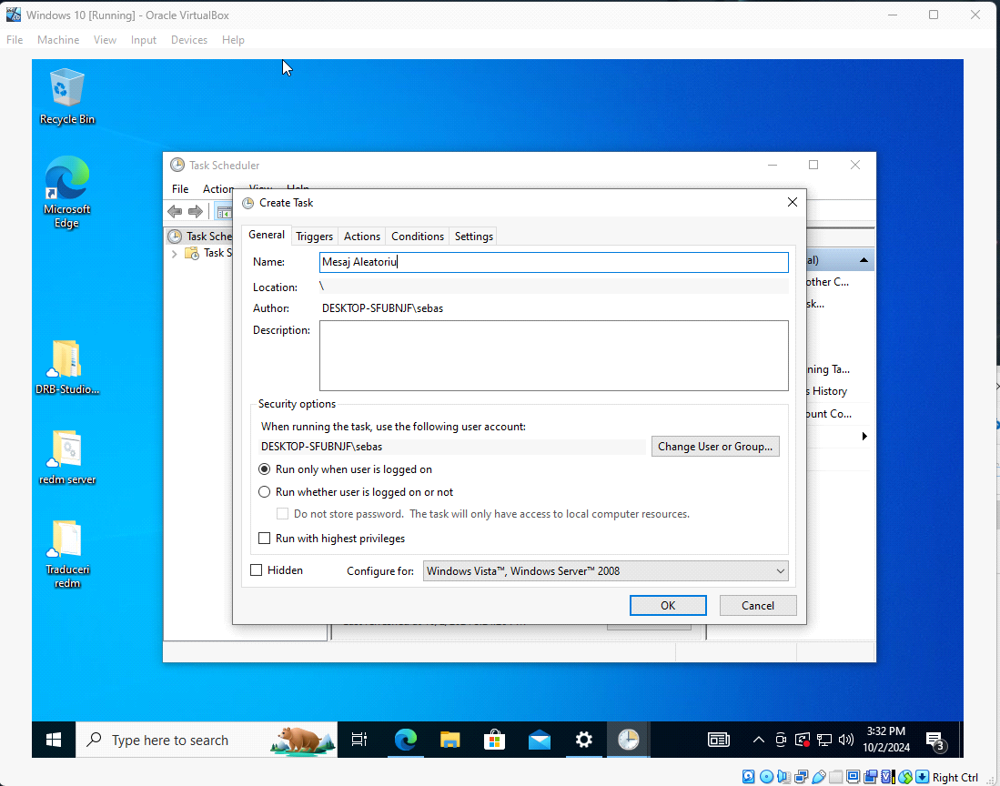 Windows 10 [Running] - Oracle VirtualBox
File Machine View Input Devices Help
Recycle Bin
Microsoft
Edge
DRB-Studio...
redm server
Traduceri
redm
Task Scheduler
File Action View Help
Task Sche
Task S
al)
other C...
sk...
ning Ta...
s History
ount Co...
Create Task
General Triggers Actions Conditions Settings
Name: Mesaj Aleatoriu
Location: \
Author: DESKTOP-SFUBNJF\sebas
Description:
Security options
When running the task, use the following user account:
DESKTOP-SFUBNJF\sebas Change User or Group...
Run only when user is logged on
Run whether user is logged on or not
Do not store password. The task will only have access to local computer resources.
Run with highest privileges
Hidden Configure for: Windows Vista™, Windows Server™ 2008
OK Cancel
Type here to search
3:32 PM
10/2/2024
3
Right Ctrl